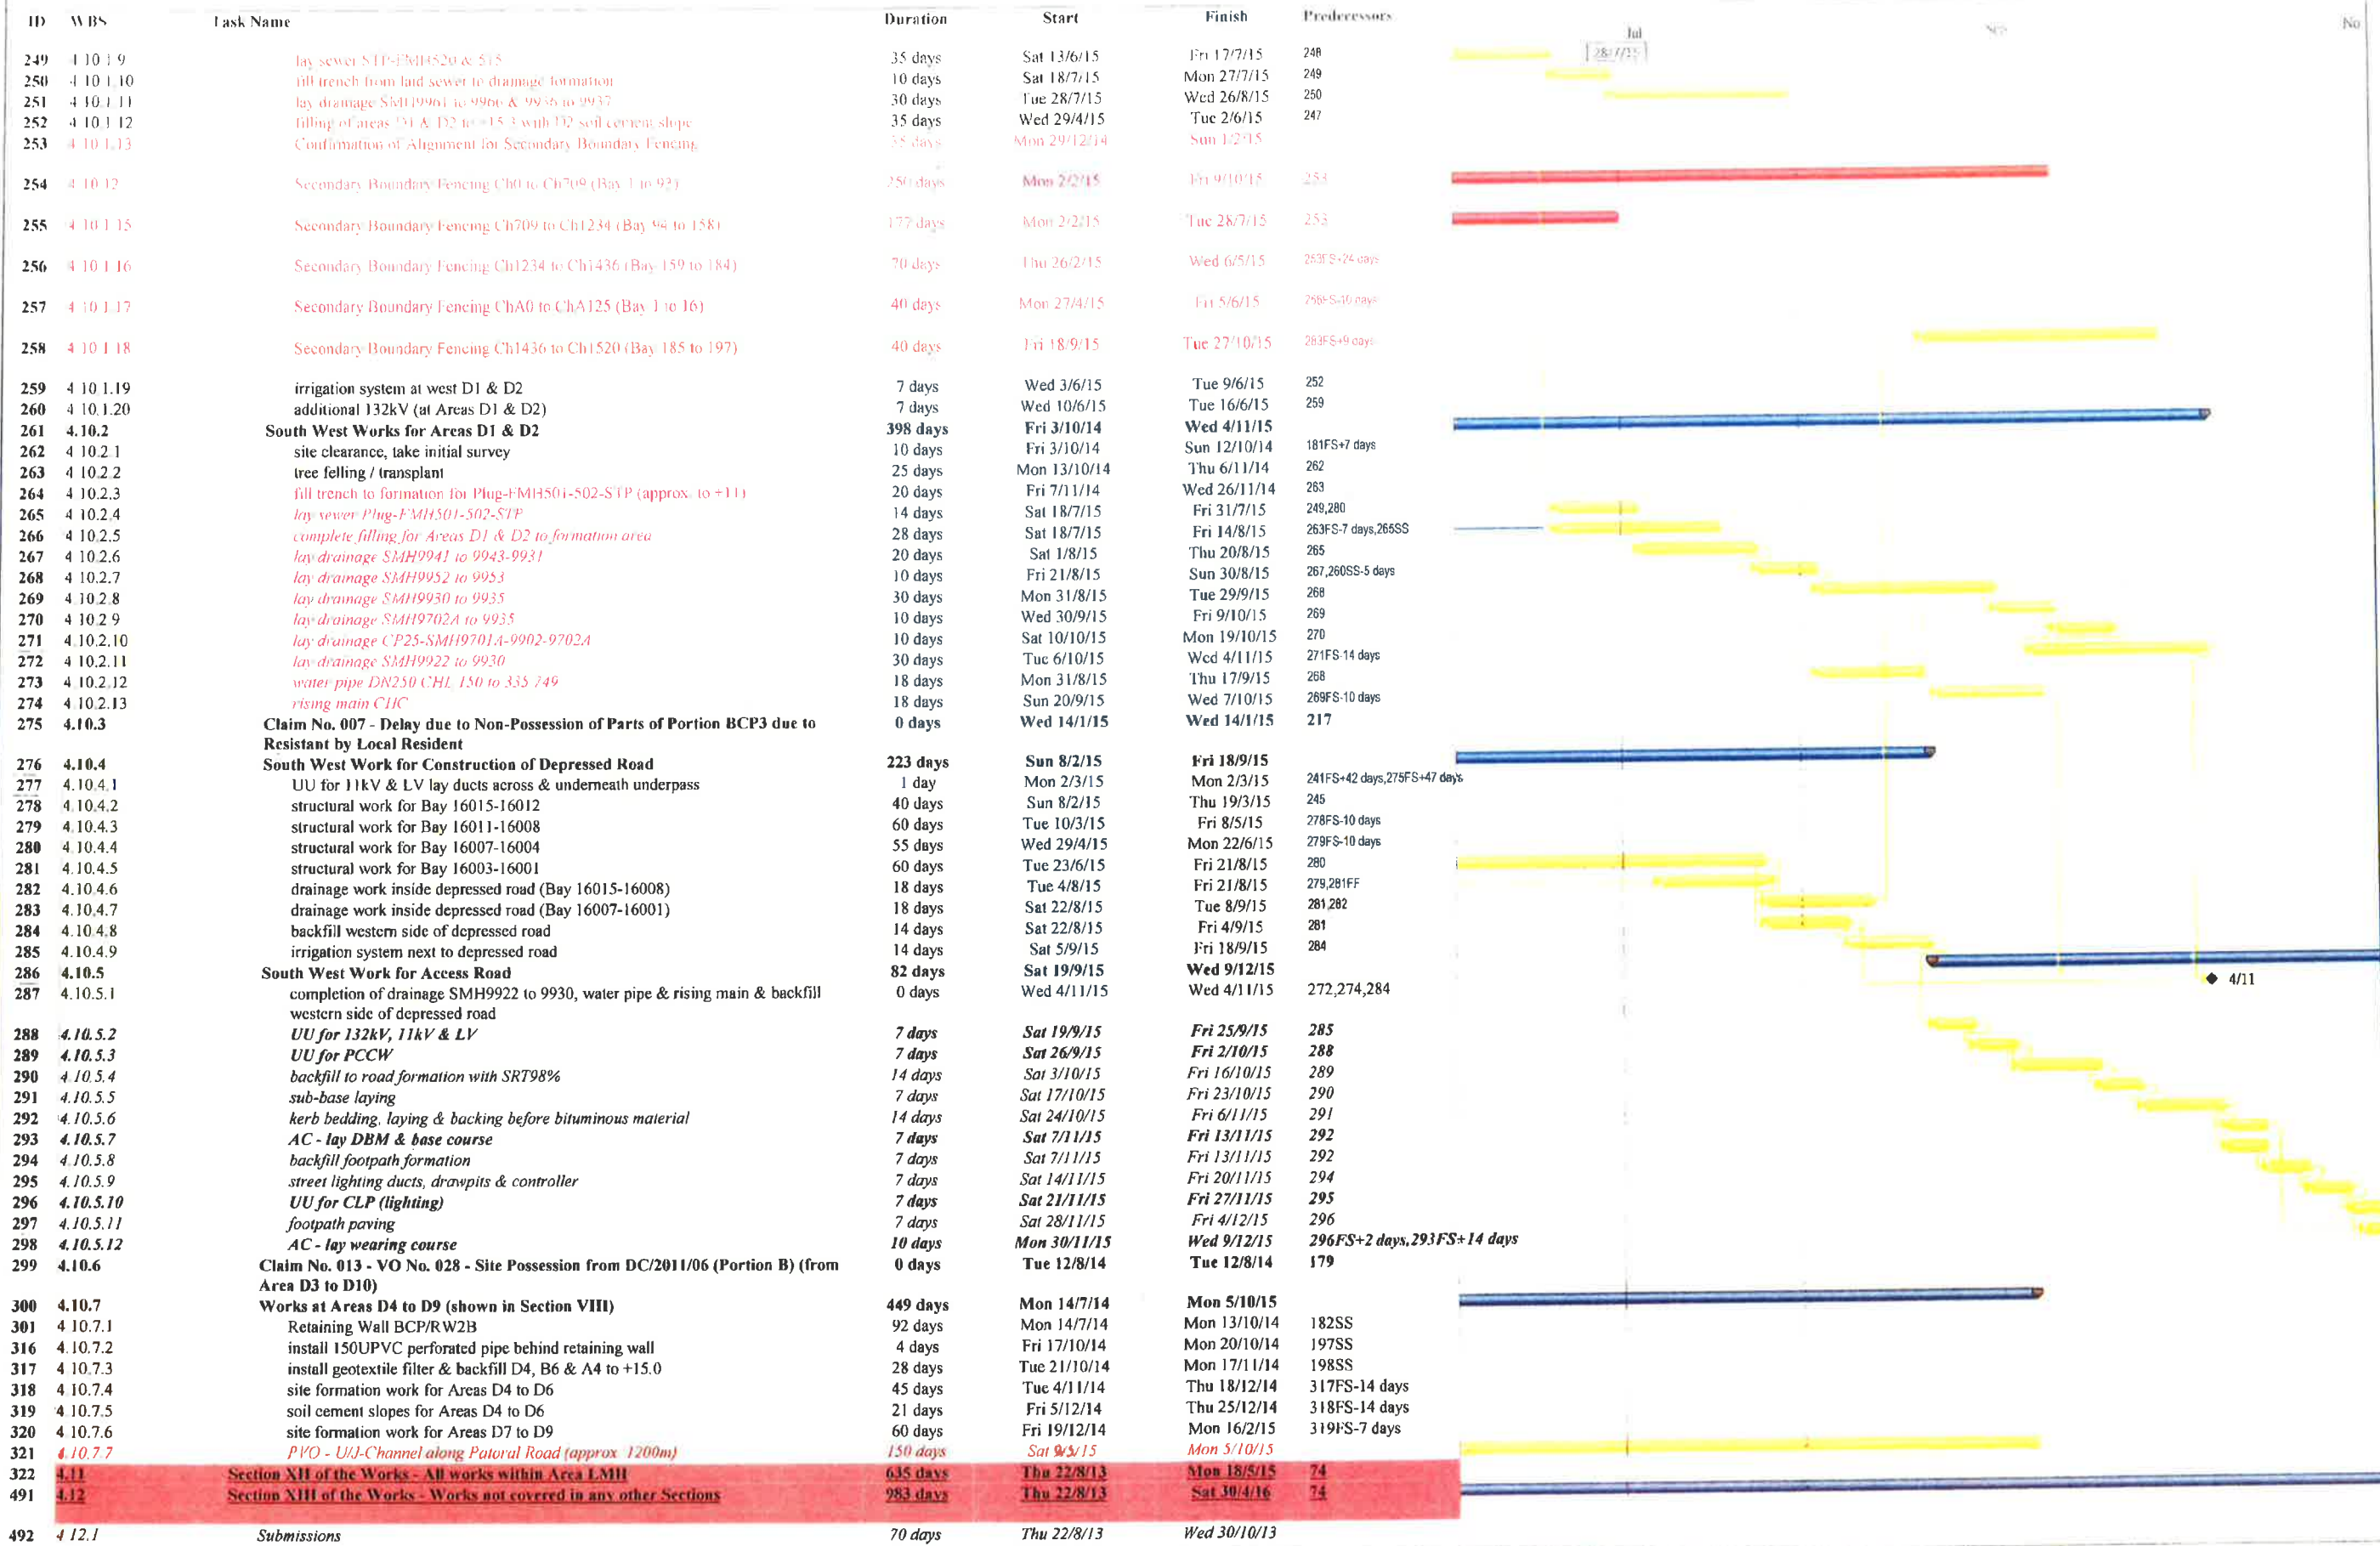 ID WBS Task Name Duration Start Finish Predecessors
Jul Sep No
28/7/15
249 4 10 1 9 lay sewer STP-FMH520 & 515 35 days Sat 13/6/15 Fri 17/7/15 248
250 4 10 1.10 fill trench from laid sewer to drainage formation 10 days Sat 18/7/15 Mon 27/7/15 249
251 4 10.1 11 lay drainage SMH9961 to 9966 & 9936 to 9937 30 days Tue 28/7/15 Wed 26/8/15 250
252 4 10 1 12 filling of areas D1 & D2 to +15.3 with D2 soil cement slope 35 days Wed 29/4/15 Tue 2/6/15 247
253 4 10 1.13 Confirmation of Alignment for Secondary Boundary Fencing 35 days Mon 29/12/14 Sun 1/2/15
254 4 10 12 Secondary Boundary Fencing Ch0 to Ch709 (Bay 1 to 93) 250 days Mon 2/2/15 Fri 9/10/15 253
255 4 10 1 15 Secondary Boundary Fencing Ch709 to Ch1234 (Bay 94 to 158) 177 days Mon 2/2/15 Tue 28/7/15 253
256 4 10 1 16 Secondary Boundary Fencing Ch1234 to Ch1436 (Bay 159 to 184) 70 days Thu 26/2/15 Wed 6/5/15 253FS+24 days
257 4 10 1 17 Secondary Boundary Fencing ChA0 to ChA125 (Bay 1 to 16) 40 days Mon 27/4/15 Fri 5/6/15 256FS-10 days
258 4 10 1 18 Secondary Boundary Fencing Ch1436 to Ch1520 (Bay 185 to 197) 40 days Fri 18/9/15 Tue 27/10/15 283FS+9 days
259 4 10 1.19 irrigation system at west D1 & D2 7 days Wed 3/6/15 Tue 9/6/15 252
260 4 10.1.20 additional 132kV (at Areas D1 & D2) 7 days Wed 10/6/15 Tue 16/6/15 259
261 4.10.2 South West Works for Areas D1 & D2 398 days Fri 3/10/14 Wed 4/11/15
262 4 10.2 1 site clearance, take initial survey 10 days Fri 3/10/14 Sun 12/10/14 181FS+7 days
263 4 10.2 2 tree felling / transplant 25 days Mon 13/10/14 Thu 6/11/14 262
264 4 10.2.3 fill trench to formation for Plug-FMH501-502-STP (approx. to +11) 20 days Fri 7/11/14 Wed 26/11/14 263
265 4 10.2.4 lay sewer Plug-FMH501-502-STP 14 days Sat 18/7/15 Fri 31/7/15 249,280
266 4 10.2.5 complete filling for Areas D1 & D2 to formation area 28 days Sat 18/7/15 Fri 14/8/15 263FS-7 days,265SS
267 4 10.2.6 lay drainage SMH9941 to 9943-9931 20 days Sat 1/8/15 Thu 20/8/15 265
268 4 10.2.7 lay drainage SMH9952 to 9953 10 days Fri 21/8/15 Sun 30/8/15 267,260SS-5 days
269 4 10.2.8 lay drainage SMH9930 to 9935 30 days Mon 31/8/15 Tue 29/9/15 268
270 4 10.2 9 lay drainage SMH9702A to 9935 10 days Wed 30/9/15 Fri 9/10/15 269
271 4.10.2.10 lay drainage CP25-SMH9701A-9902-9702A 10 days Sat 10/10/15 Mon 19/10/15 270
272 4 10.2.11 lay drainage SMH9922 to 9930 30 days Tue 6/10/15 Wed 4/11/15 271FS-14 days
273 4 10.2.12 water pipe DN250 CHL 150 to 335 249 18 days Mon 31/8/15 Thu 17/9/15 268
274 4.10.2.13 rising main CHC 18 days Sun 20/9/15 Wed 7/10/15 269FS-10 days
275 4.10.3 Claim No. 007 - Delay due to Non-Possession of Parts of Portion BCP3 due to 0 days Wed 14/1/15 Wed 14/1/15 217
Resistant by Local Resident
276 4.10.4 South West Work for Construction of Depressed Road 223 days Sun 8/2/15 Fri 18/9/15
277 4.10.4.1 UU for 11kV & LV lay ducts across & underneath underpass 1 day Mon 2/3/15 Mon 2/3/15 241FS+42 days,275FS+47 days
278 4.10.4.2 structural work for Bay 16015-16012 40 days Sun 8/2/15 Thu 19/3/15 245
279 4.10.4.3 structural work for Bay 16011-16008 60 days Tue 10/3/15 Fri 8/5/15 278FS-10 days
280 4.10.4.4 structural work for Bay 16007-16004 55 days Wed 29/4/15 Mon 22/6/15 279FS-10 days
281 4.10.4.5 structural work for Bay 16003-16001 60 days Tue 23/6/15 Fri 21/8/15 280
282 4.10.4.6 drainage work inside depressed road (Bay 16015-16008) 18 days Tue 4/8/15 Fri 21/8/15 279,281FF
283 4.10.4.7 drainage work inside depressed road (Bay 16007-16001) 18 days Sat 22/8/15 Tue 8/9/15 281,282
284 4.10.4.8 backfill western side of depressed road 14 days Sat 22/8/15 Fri 4/9/15 281
285 4.10.4.9 irrigation system next to depressed road 14 days Sat 5/9/15 Fri 18/9/15 284
286 4.10.5 South West Work for Access Road 82 days Sat 19/9/15 Wed 9/12/15
287 4.10.5.1 completion of drainage SMH9922 to 9930, water pipe & rising main & backfill 0 days Wed 4/11/15 Wed 4/11/15 272,274,284 4/11
western side of depressed road
288 4.10.5.2 UU for 132kV, 11kV & LV 7 days Sat 19/9/15 Fri 25/9/15 285
289 4.10.5.3 UU for PCCW 7 days Sat 26/9/15 Fri 2/10/15 288
290 4.10.5.4 backfill to road formation with SRT98% 14 days Sat 3/10/15 Fri 16/10/15 289
291 4.10.5.5 sub-base laying 7 days Sat 17/10/15 Fri 23/10/15 290
292 4.10.5.6 kerb bedding, laying & backing before bituminous material 14 days Sat 24/10/15 Fri 6/11/15 291
293 4.10.5.7 AC - lay DBM & base course 7 days Sat 7/11/15 Fri 13/11/15 292
294 4.10.5.8 backfill footpath formation 7 days Sat 7/11/15 Fri 13/11/15 292
295 4.10.5.9 street lighting ducts, drawpits & controller 7 days Sat 14/11/15 Fri 20/11/15 294
296 4.10.5.10 UU for CLP (lighting) 7 days Sat 21/11/15 Fri 27/11/15 295
297 4.10.5.11 footpath paving 7 days Sat 28/11/15 Fri 4/12/15 296
298 4.10.5.12 AC - lay wearing course 10 days Mon 30/11/15 Wed 9/12/15 296FS+2 days,293FS+14 days
299 4.10.6 Claim No. 013 - VO No. 028 - Site Possession from DC/2011/06 (Portion B) (from 0 days Tue 12/8/14 Tue 12/8/14 179
Area D3 to D10)
300 4.10.7 Works at Areas D4 to D9 (shown in Section VIII) 449 days Mon 14/7/14 Mon 5/10/15
301 4 10.7.1 Retaining Wall BCP/RW2B 92 days Mon 14/7/14 Mon 13/10/14 182SS
316 4.10.7.2 install 150UPVC perforated pipe behind retaining wall 4 days Fri 17/10/14 Mon 20/10/14 197SS
317 4 10.7.3 install geotextile filter & backfill D4, B6 & A4 to +15.0 28 days Tue 21/10/14 Mon 17/11/14 198SS
318 4 10.7.4 site formation work for Areas D4 to D6 45 days Tue 4/11/14 Thu 18/12/14 317FS-14 days
319 4 10.7.5 soil cement slopes for Areas D4 to D6 21 days Fri 5/12/14 Thu 25/12/14 318FS-14 days
320 4.10.7.6 site formation work for Areas D7 to D9 60 days Fri 19/12/14 Mon 16/2/15 319FS-7 days
321 4.10.7.7 PVO - U/J-Channel along Patoral Road (approx 1200m) 150 days Sat 9/5/15 Mon 5/10/15
322 4.11 Section XII of the Works - All works within Area LMH 635 days Thu 22/8/13 Mon 18/5/15 74
491 4.12 Section XIII of the Works - Works not covered in any other Sections 983 days Thu 22/8/13 Sat 30/4/16 74
492 4 12.1 Submissions 70 days Thu 22/8/13 Wed 30/10/13